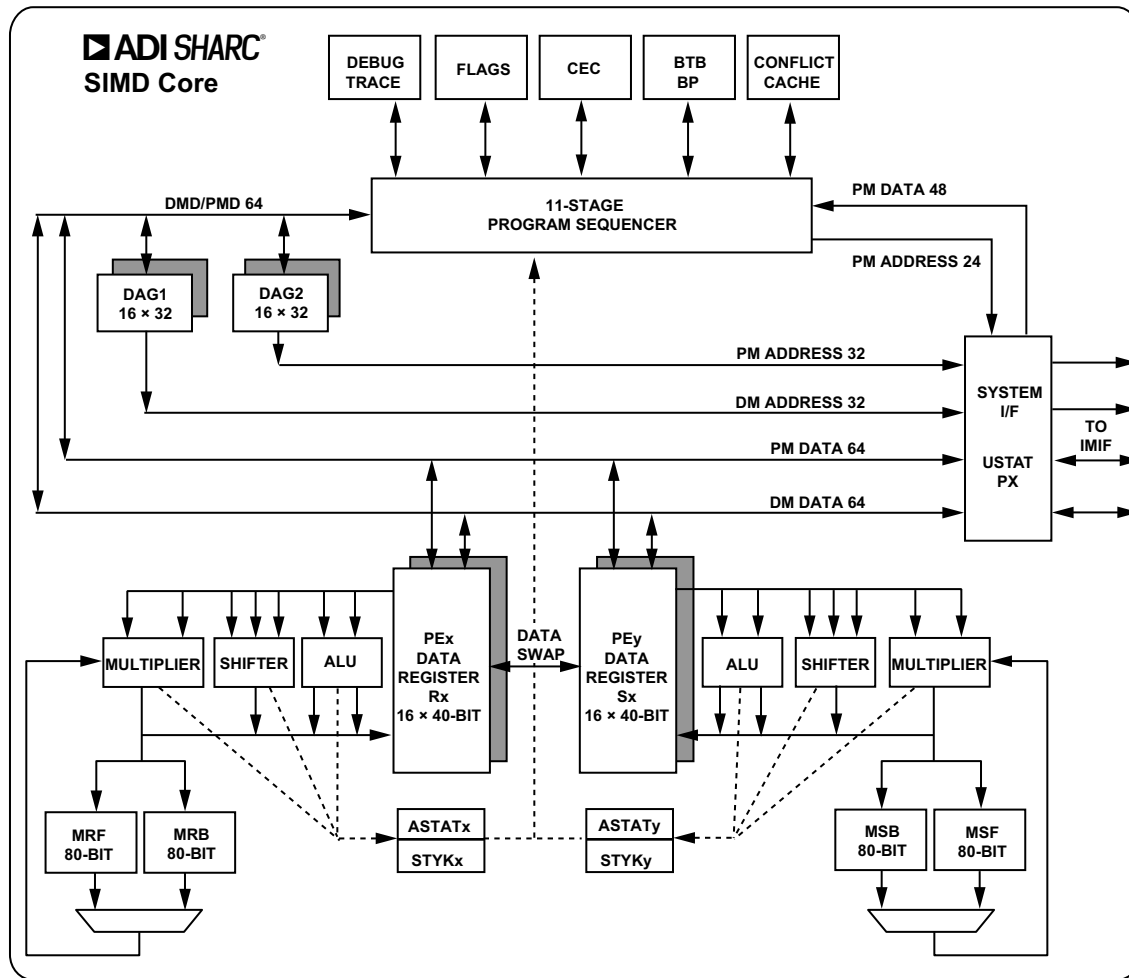 ADI SHARC®
SIMD Core
DEBUG
TRACE
FLAGS
CEC
BTB
BP
CONFLICT
CACHE
DMD/PMD 64
11-STAGE
PROGRAM SEQUENCER
PM DATA 48
PM ADDRESS 24
DAG1
16 × 32
DAG2
16 × 32
PM ADDRESS 32
DM ADDRESS 32
PM DATA 64
DM DATA 64
SYSTEM
I/F
USTAT
PX
TO
IMIF
MULTIPLIER
SHIFTER
ALU
PEx
DATA
REGISTER
Rx
16 × 40-BIT
DATA
SWAP
PEy
DATA
REGISTER
Sx
16 × 40-BIT
ALU
SHIFTER
MULTIPLIER
MRF
80-BIT
MRB
80-BIT
ASTATx
STYKx
ASTATy
STYKy
MSB
80-BIT
MSF
80-BIT